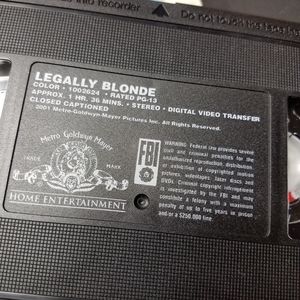 into recorder
Do not touch the tape
LEGALLY BLONDE
COLOR • 1002624 • RATED PG-13
APPROX. 1 HR. 36 MINS. • STEREO • DIGITAL VIDEO TRANSFER
CLOSED CAPTIONED
2001 Metro-Goldwyn-Mayer Pictures Inc. All Rights Reserved.
Metro Goldwyn Mayer
TRADE MARK
HOME ENTERTAINMENT
FBI
WARNING: Federal law provides severe
civil and criminal penalties for the
unauthorized reproduction, distribution,
or exhibition of copyrighted motion
pictures, videotapes, laser discs, and
DVDs. Criminal copyright infringement
is investigated by the FBI and may
constitute a felony with a maximum
penalty of up to five years in prison
and/or a $250,000 fine.